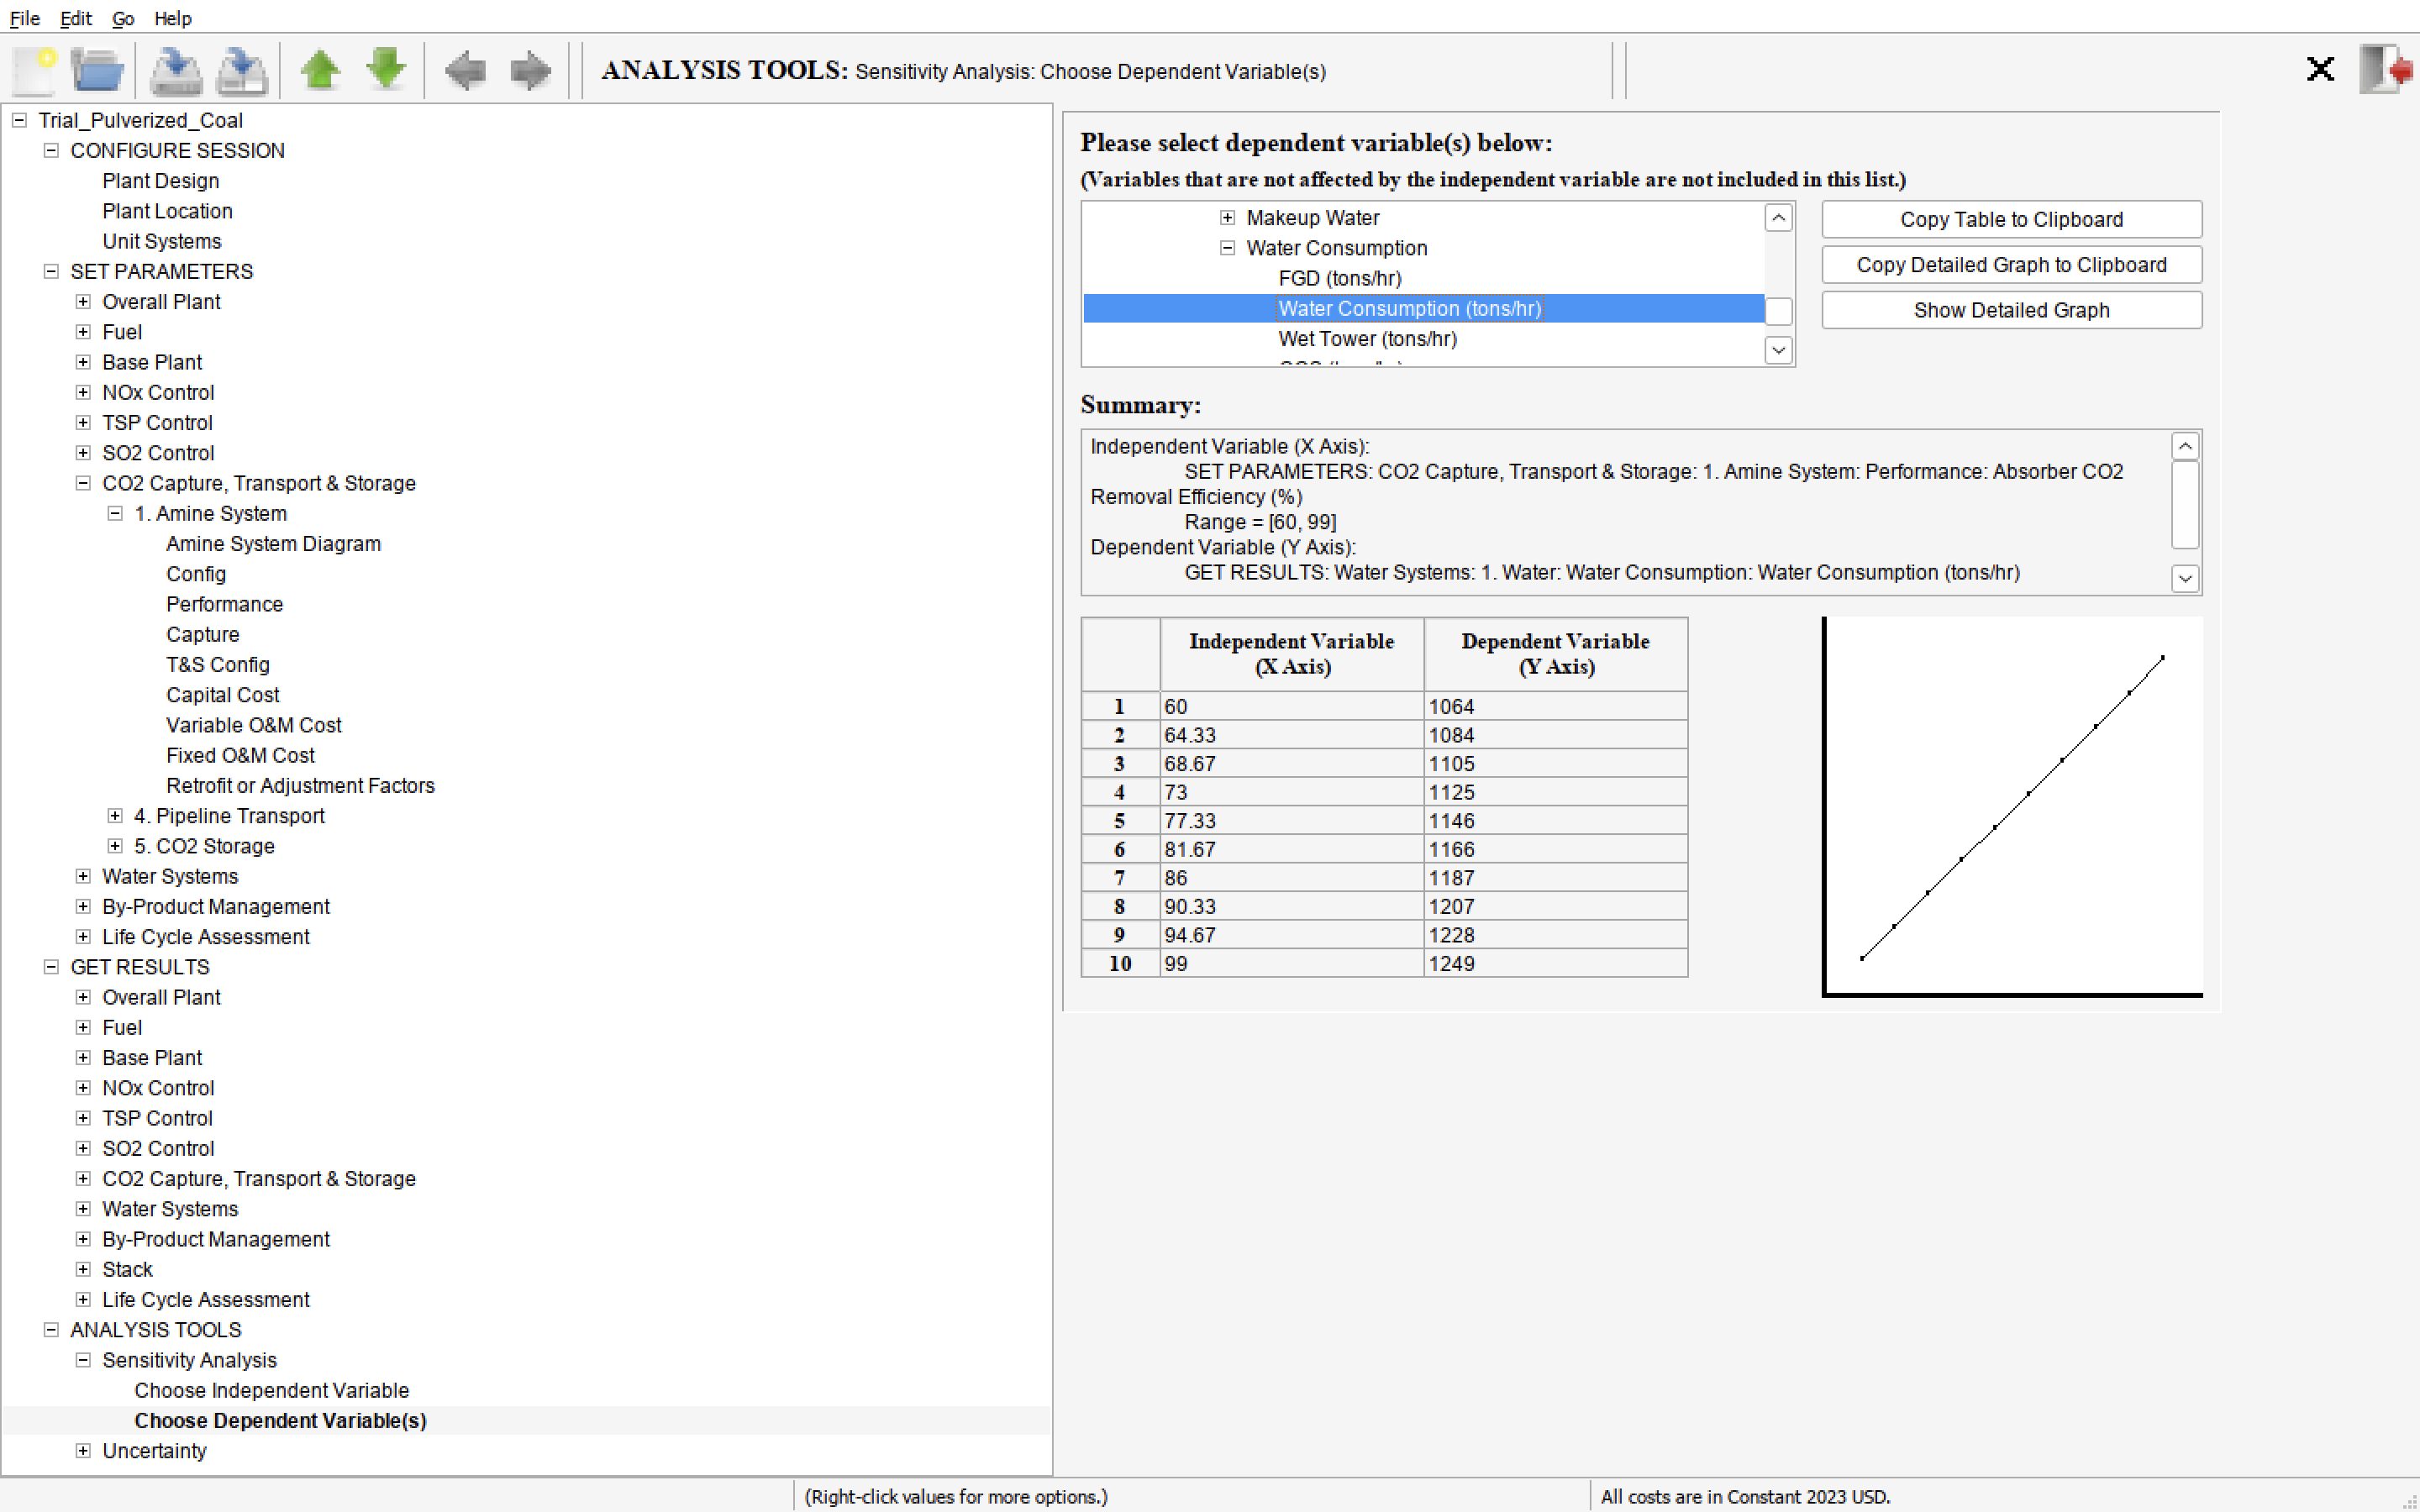 File Edit Go Help
ANALYSIS TOOLS: Sensitivity Analysis: Choose Dependent Variable(s)
Trial_Pulverized_Coal
CONFIGURE SESSION
Plant Design
Plant Location
Unit Systems
SET PARAMETERS
Overall Plant
Fuel
Base Plant
NOx Control
TSP Control
SO2 Control
CO2 Capture, Transport & Storage
1. Amine System
Amine System Diagram
Config
Performance
Capture
T&S Config
Capital Cost
Variable O&M Cost
Fixed O&M Cost
Retrofit or Adjustment Factors
4. Pipeline Transport
5. CO2 Storage
Water Systems
By-Product Management
Life Cycle Assessment
GET RESULTS
Overall Plant
Fuel
Base Plant
NOx Control
TSP Control
SO2 Control
CO2 Capture, Transport & Storage
Water Systems
By-Product Management
Stack
Life Cycle Assessment
ANALYSIS TOOLS
Sensitivity Analysis
Choose Independent Variable
Choose Dependent Variable(s)
Uncertainty
Please select dependent variable(s) below:
(Variables that are not affected by the independent variable are not included in this list.)
Makeup Water
Water Consumption
FGD (tons/hr)
Water Consumption (tons/hr)
Wet Tower (tons/hr)
Copy Table to Clipboard
Copy Detailed Graph to Clipboard
Show Detailed Graph
Summary:
Independent Variable (X Axis):
SET PARAMETERS: CO2 Capture, Transport & Storage: 1. Amine System: Performance: Absorber CO2
Removal Efficiency (%)
Range = [60, 99]
Dependent Variable (Y Axis):
GET RESULTS: Water Systems: 1. Water: Water Consumption: Water Consumption (tons/hr)
Independent Variable (X Axis) Dependent Variable (Y Axis)
1 60 1064
2 64.33 1084
3 68.67 1105
4 73 1125
5 77.33 1146
6 81.67 1166
7 86 1187
8 90.33 1207
9 94.67 1228
10 99 1249
(Right-click values for more options.)
All costs are in Constant 2023 USD.